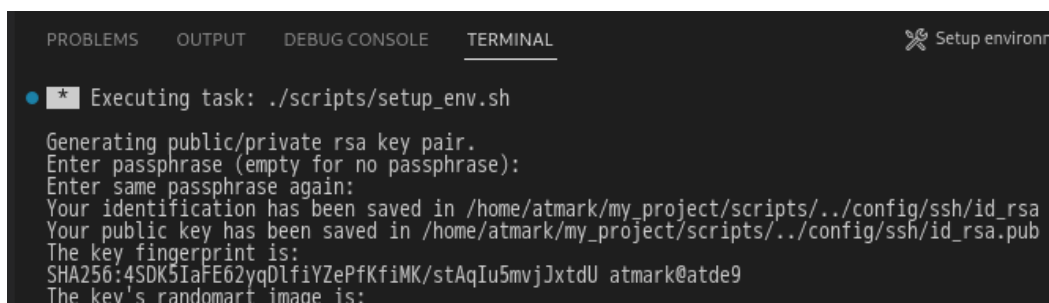 PROBLEMS OUTPUT DEBUG CONSOLE TERMINAL Setup environm
* Executing task: ./scripts/setup_env.sh
Generating public/private rsa key pair.
Enter passphrase (empty for no passphrase):
Enter same passphrase again:
Your identification has been saved in /home/atmark/my_project/scripts/../config/ssh/id_rsa
Your public key has been saved in /home/atmark/my_project/scripts/../config/ssh/id_rsa.pub
The key fingerprint is:
SHA256:4SDK5IaFE62yqDlfiYZePfKfiMK/stAqIu5mvjJxtdU atmark@atde9
The key's randomart image is: